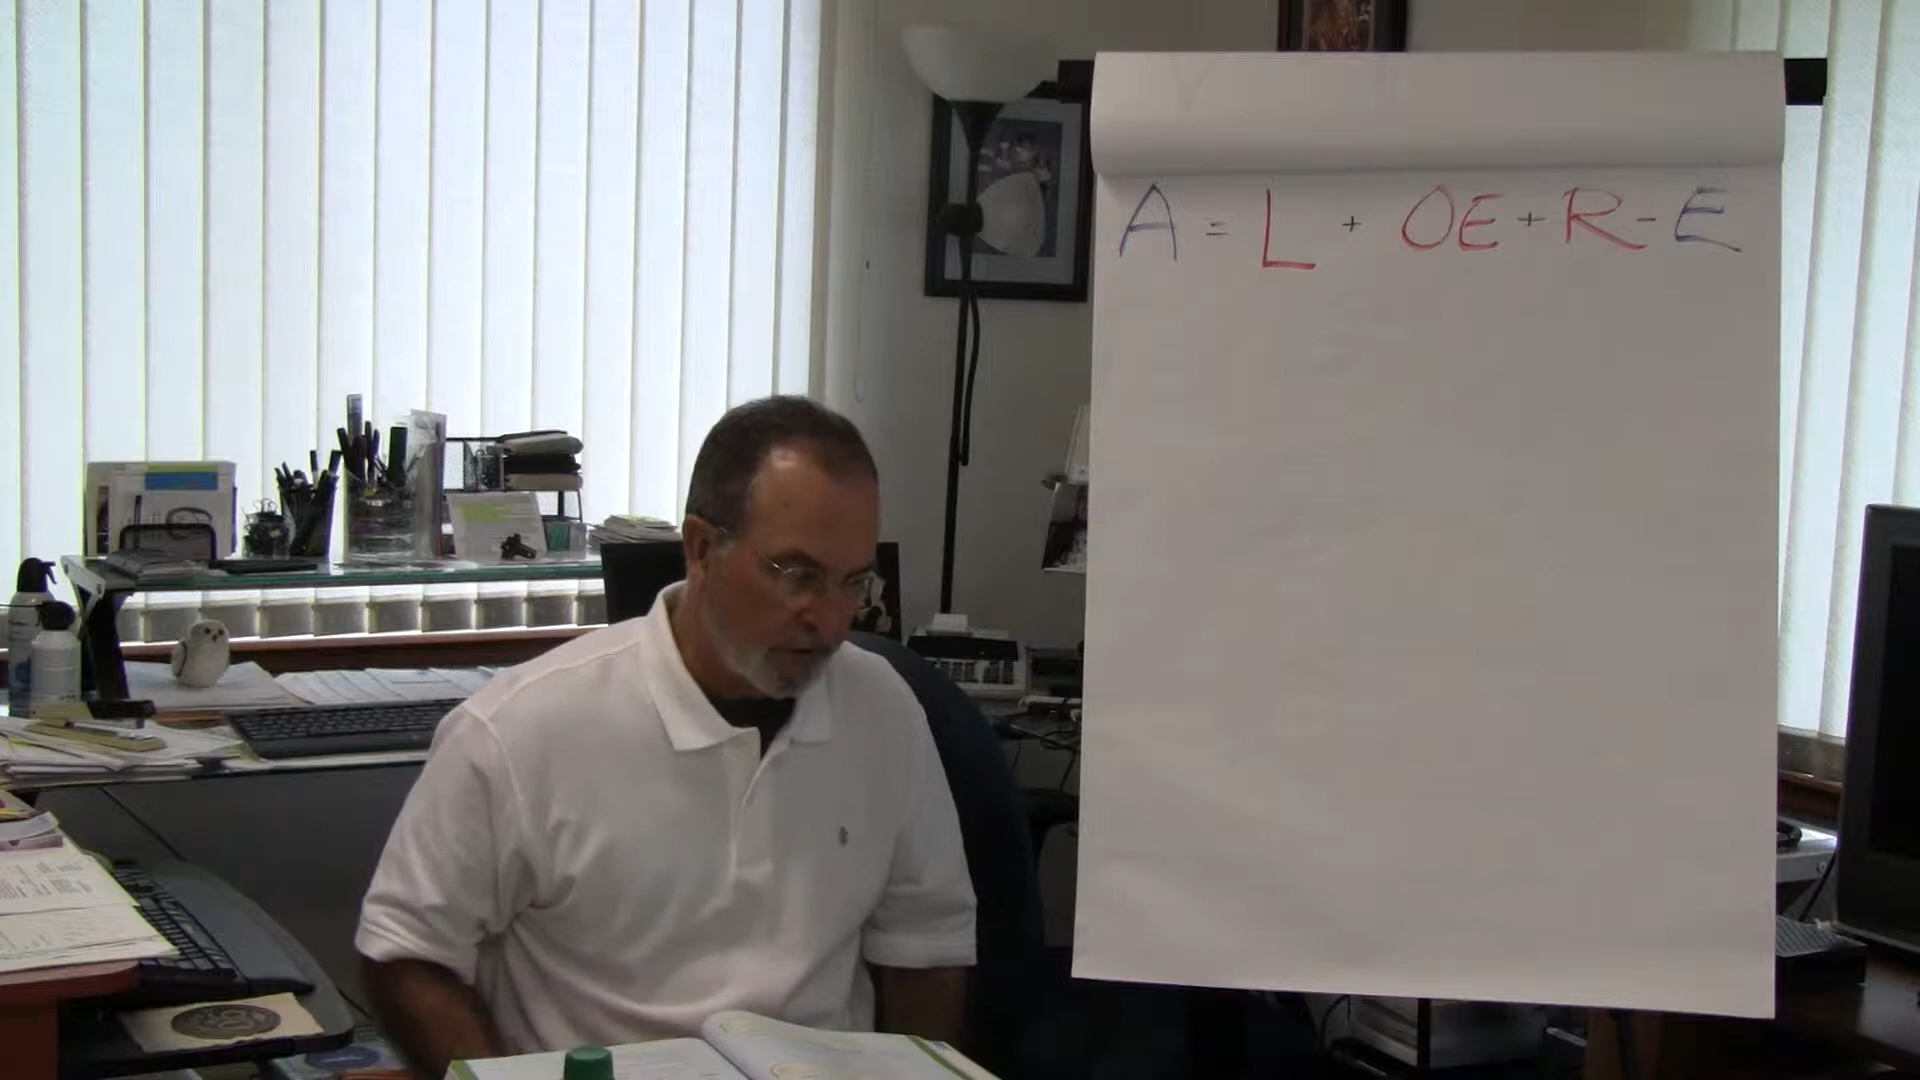 A = L + OE + R - E